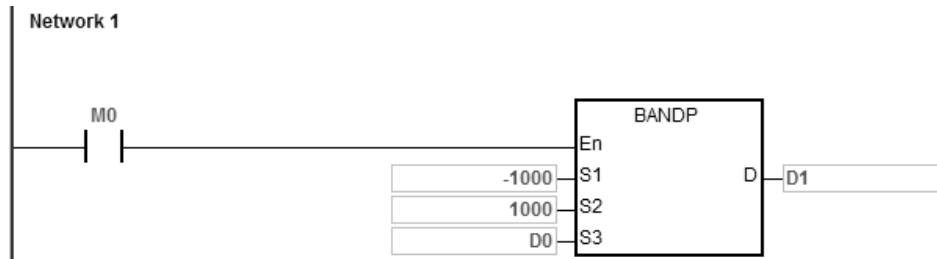 Network 1
M0
BANDP
En
-1000 S1 D D1
1000 S2
D0 S3